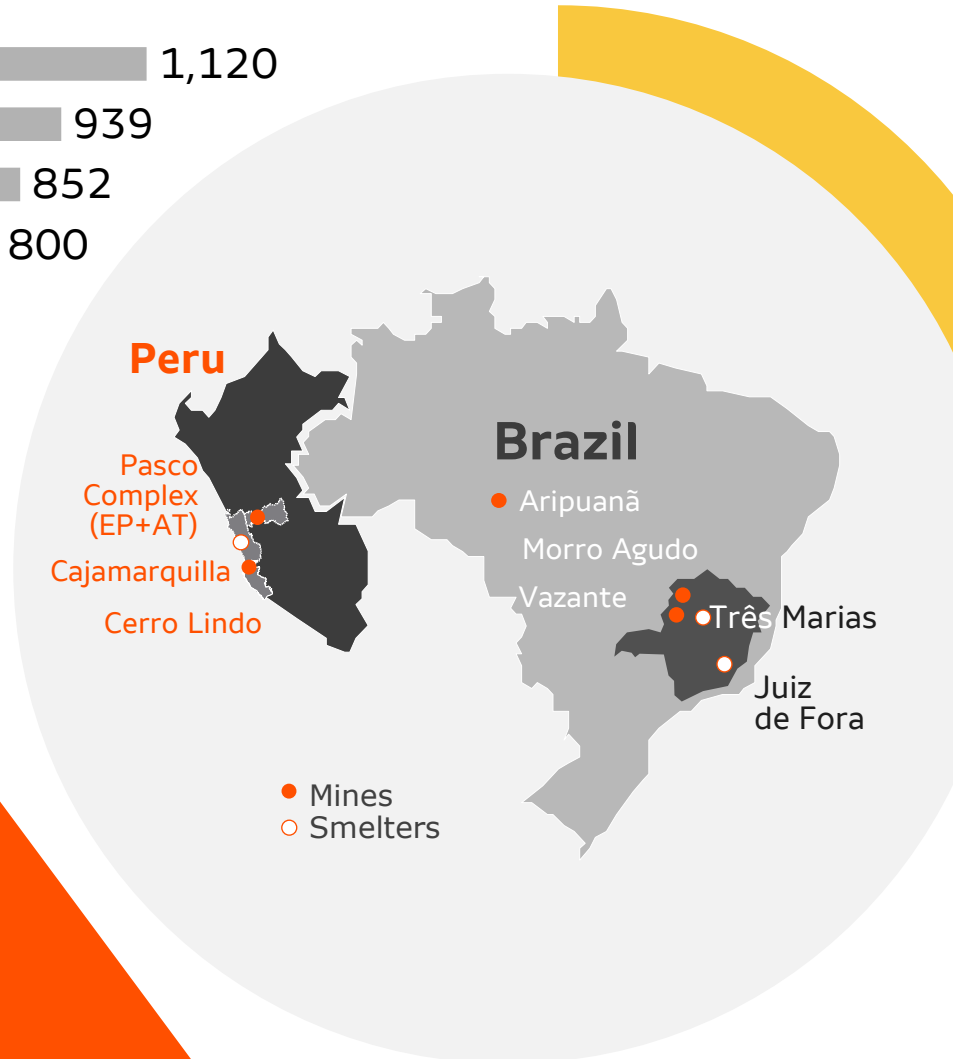 1,120
939
852
800
Peru
Pasco
Complex
(EP+AT)
Cajamarquilla
Cerro Lindo
Brazil
Aripuanã
Morro Agudo
Vazante
Três Marias
Juiz
de Fora
Mines
Smelters